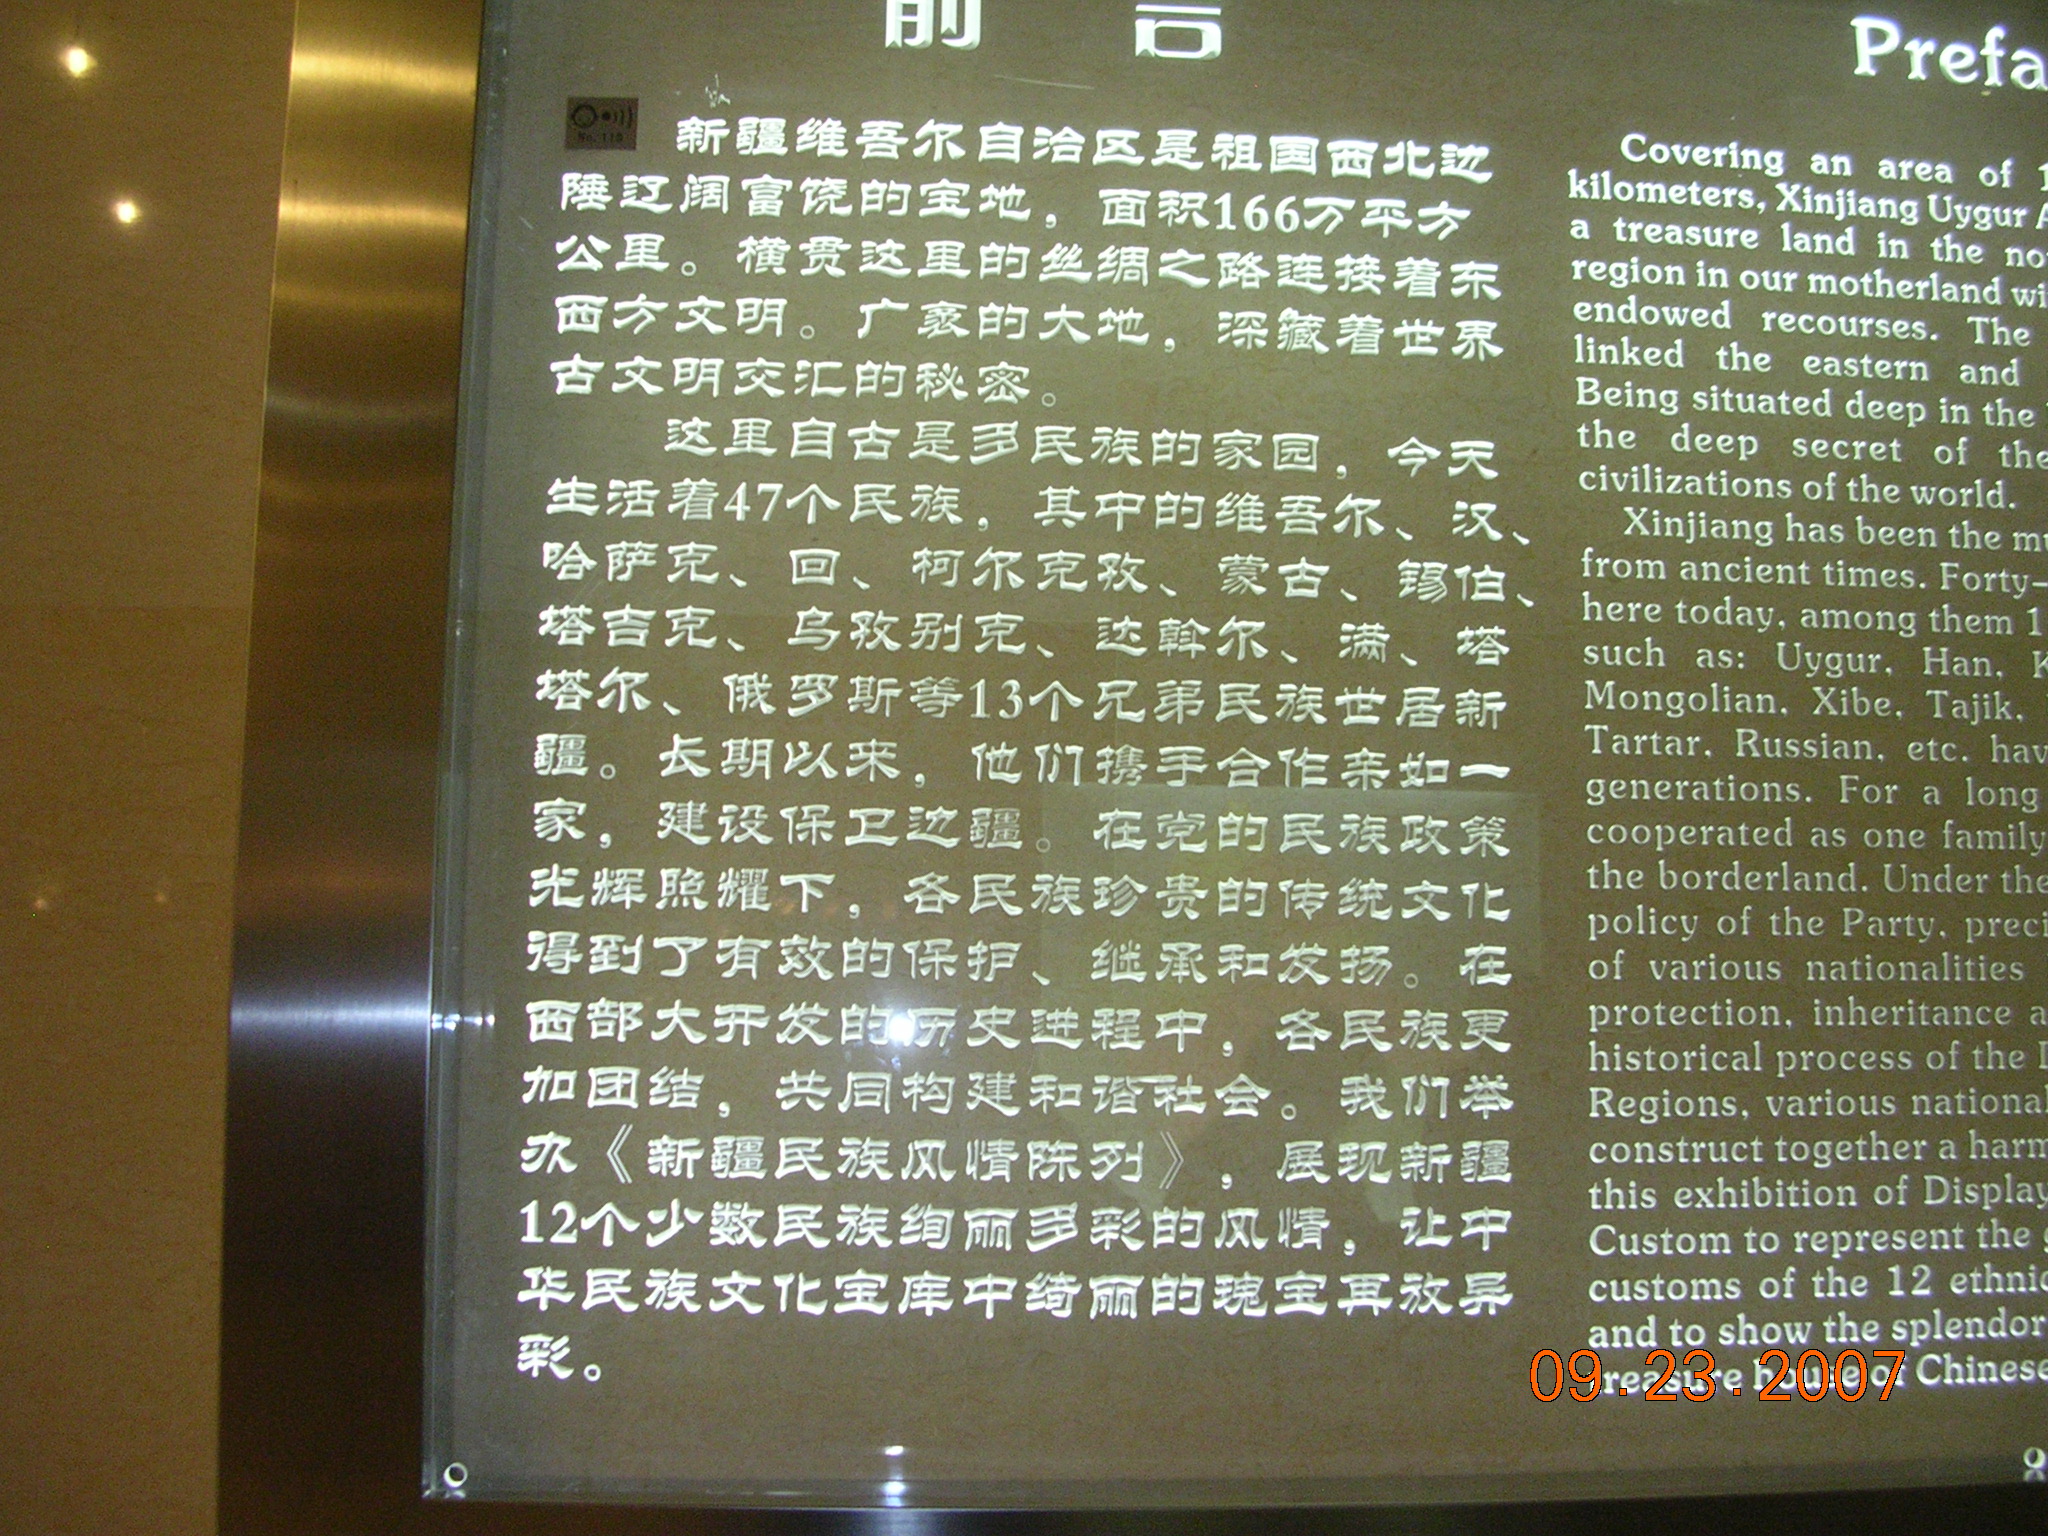 前 言
No. 118
新疆维吾尔自治区是祖国西北边
陲辽阔富饶的宝地，面积166万平方
公里。横贯这里的丝绸之路连接着东
西方文明。广袤的大地，深藏着世界
古文明交汇的秘密。
这里自古是多民族的家园，今天
生活着47个民族，其中的维吾尔、汉、
哈萨克、回、柯尔克孜、蒙古、锡伯、
塔吉克、乌孜别克、达斡尔、满、塔
塔尔、俄罗斯等13个兄弟民族世居新
疆。长期以来，他们携手合作亲如一
家，建设保卫边疆。在党的民族政策
光辉照耀下，各民族珍贵的传统文化
得到了有效的保护、继承和发扬。在
西部大开发的历史进程中，各民族更
加团结，共同构建和谐社会。我们举
办《新疆民族风情陈列》，展现新疆
12个少数民族绚丽多彩的风情，让中
华民族文化宝库中绮丽的瑰宝再放异
彩。
Prefa
Covering an area of 1
kilometers, Xinjiang Uygur A
a treasure land in the no
region in our motherland wi
endowed recourses. The
linked the eastern and
Being situated deep in the
the deep secret of the
civilizations of the world.
Xinjiang has been the mu
from ancient times. Forty-
here today, among them 1
such as: Uygur, Han, K
Mongolian, Xibe, Tajik,
Tartar, Russian, etc. hav
generations. For a long
cooperated as one family
the borderland. Under the
policy of the Party, preci
of various nationalities
protection, inheritance a
historical process of the D
Regions, various national
construct together a harm
this exhibition of Display
Custom to represent the g
customs of the 12 ethnic
and to show the splendor
treasure house of Chinese
09.23.2007